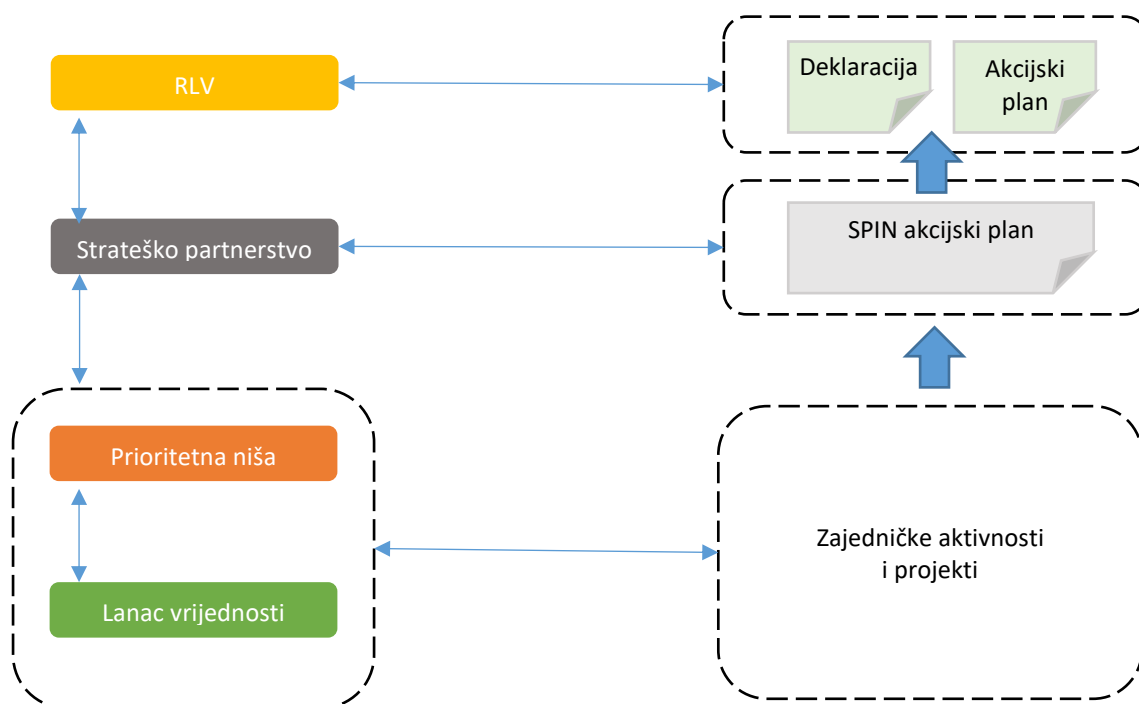 RLV
Deklaracija
Akcijski
plan
Strateško partnerstvo
SPIN akcijski plan
Prioritetna niša
Zajedničke aktivnosti
i projekti
Lanac vrijednosti